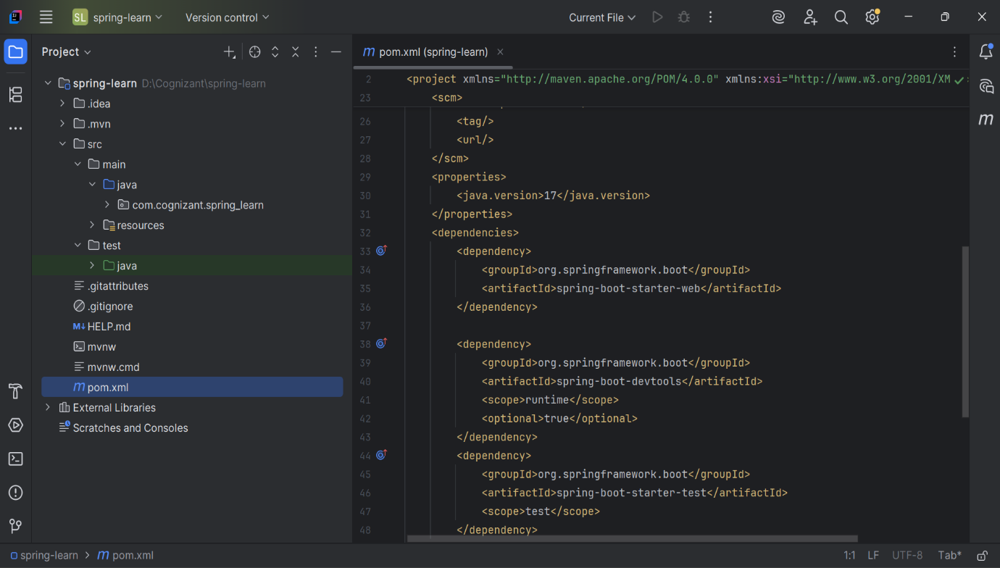 SL spring-learn Version control Current File
Project
pom.xml (spring-learn)
spring-learn D:\Cognizant\spring-learn
.idea
.mvn
src
main
java
com.cognizant.spring_learn
resources
test
java
.gitattributes
.gitignore
M↓ HELP.md
mvnw
mvnw.cmd
m pom.xml
External Libraries
Scratches and Consoles
2 <project xmlns="http://maven.apache.org/POM/4.0.0" xmlns:xsi="http://www.w3.org/2001/XM
23 <scm>
26 <tag/>
27 <url/>
28 </scm>
29 <properties>
30 <java.version>17</java.version>
31 </properties>
32 <dependencies>
33 <dependency>
34 <groupId>org.springframework.boot</groupId>
35 <artifactId>spring-boot-starter-web</artifactId>
36 </dependency>
37
38 <dependency>
39 <groupId>org.springframework.boot</groupId>
40 <artifactId>spring-boot-devtools</artifactId>
41 <scope>runtime</scope>
42 <optional>true</optional>
43 </dependency>
44 <dependency>
45 <groupId>org.springframework.boot</groupId>
46 <artifactId>spring-boot-starter-test</artifactId>
47 <scope>test</scope>
48 </dependency>
spring-learn > m pom.xml
1:1 LF UTF-8 Tab*